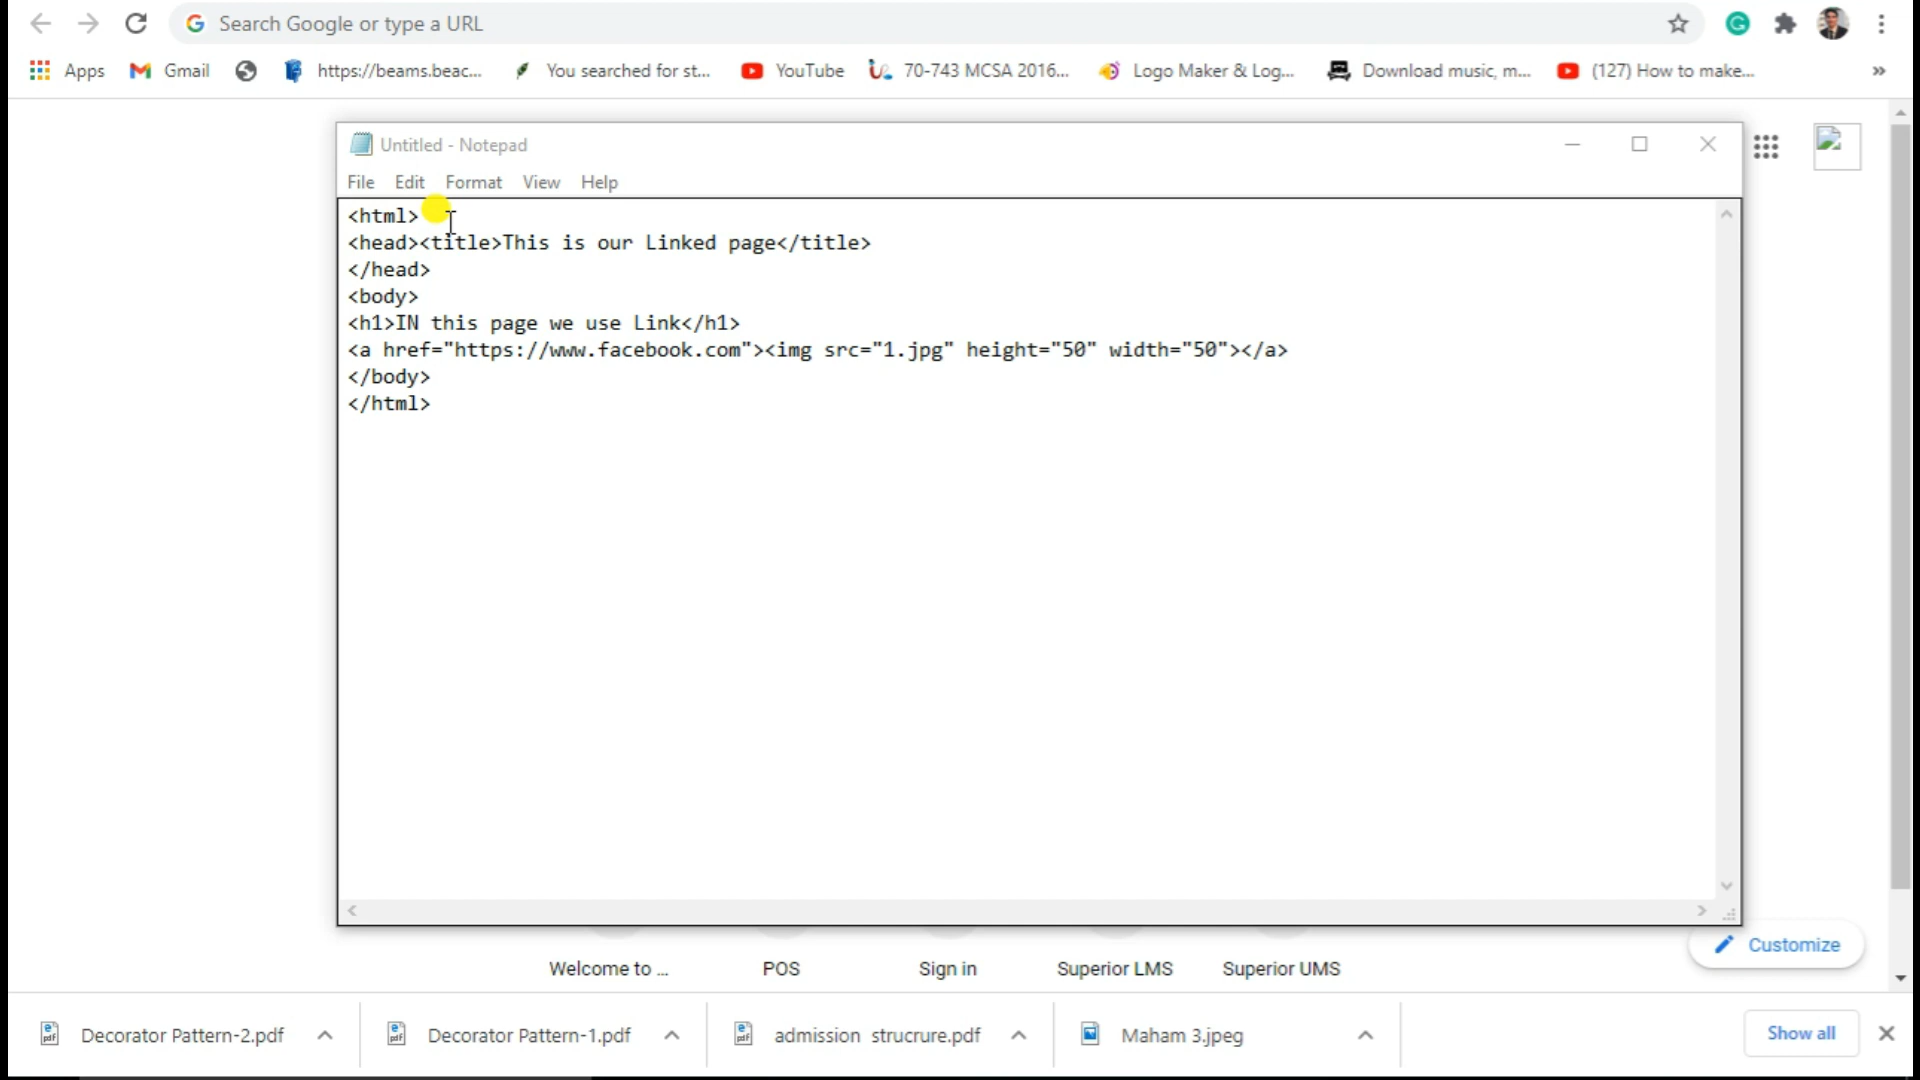 Search Google or type a URL
Apps Gmail https://beams.beac... You searched for st... YouTube 70-743 MCSA 2016... Logo Maker & Log... Download music, m... (127) How to make... »
Untitled - Notepad
File Edit Format View Help
<html>
<head><title>This is our Linked page</title>
</head>
<body>
<h1>IN this page we use Link</h1>
<a href="https://www.facebook.com"><img src="1.jpg" height="50" width="50"></a>
</body>
</html>
Customize
Welcome to ... POS Sign in Superior LMS Superior UMS
Decorator Pattern-2.pdf Decorator Pattern-1.pdf admission strucrure.pdf Maham 3.jpeg Show all